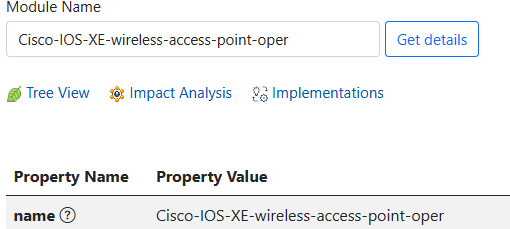 Module Name
Cisco-IOS-XE-wireless-access-point-oper Get details
Tree View Impact Analysis Implementations
Property Name Property Value
name ? Cisco-IOS-XE-wireless-access-point-oper